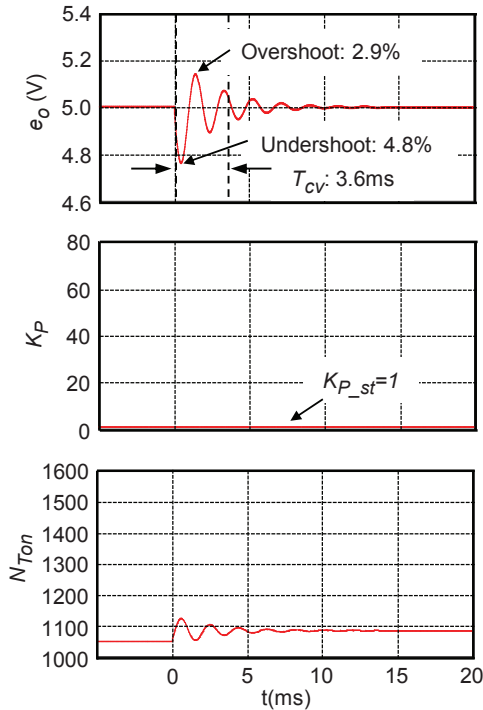 5.4
5.2
5.0
4.8
4.6
e_o (V)
Overshoot: 2.9%
Undershoot: 4.8%
T_cv: 3.6ms
80
60
40
20
0
K_P
K_P_st=1
1600
1500
1400
1300
1200
1100
1000
N_Ton
0 5 10 15 20
t(ms)